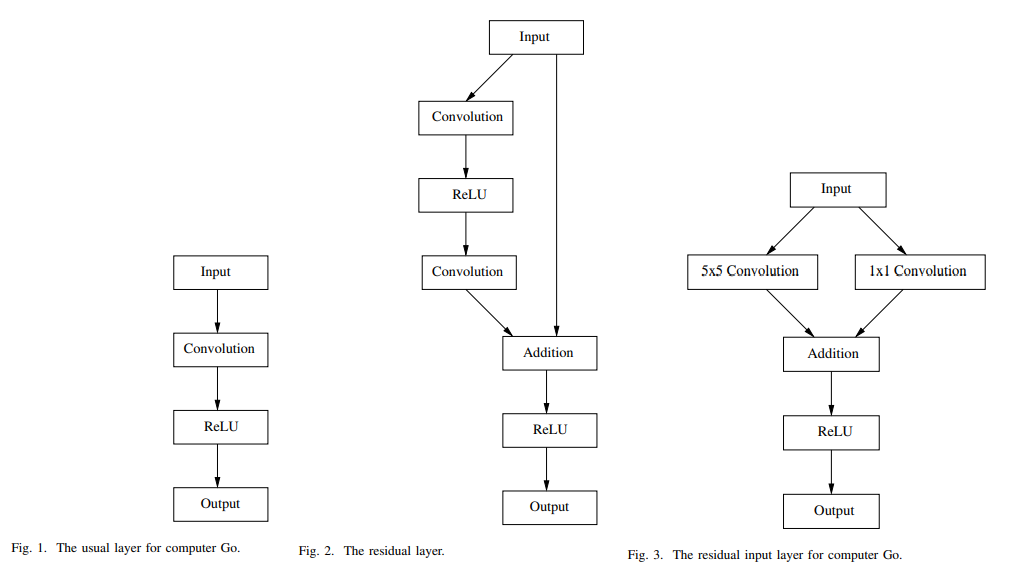 Input
Convolution
ReLU
Output
Fig. 1. The usual layer for computer Go.
Input
Convolution
ReLU
Convolution
Addition
ReLU
Output
Fig. 2. The residual layer.
Input
5x5 Convolution
1x1 Convolution
Addition
ReLU
Output
Fig. 3. The residual input layer for computer Go.